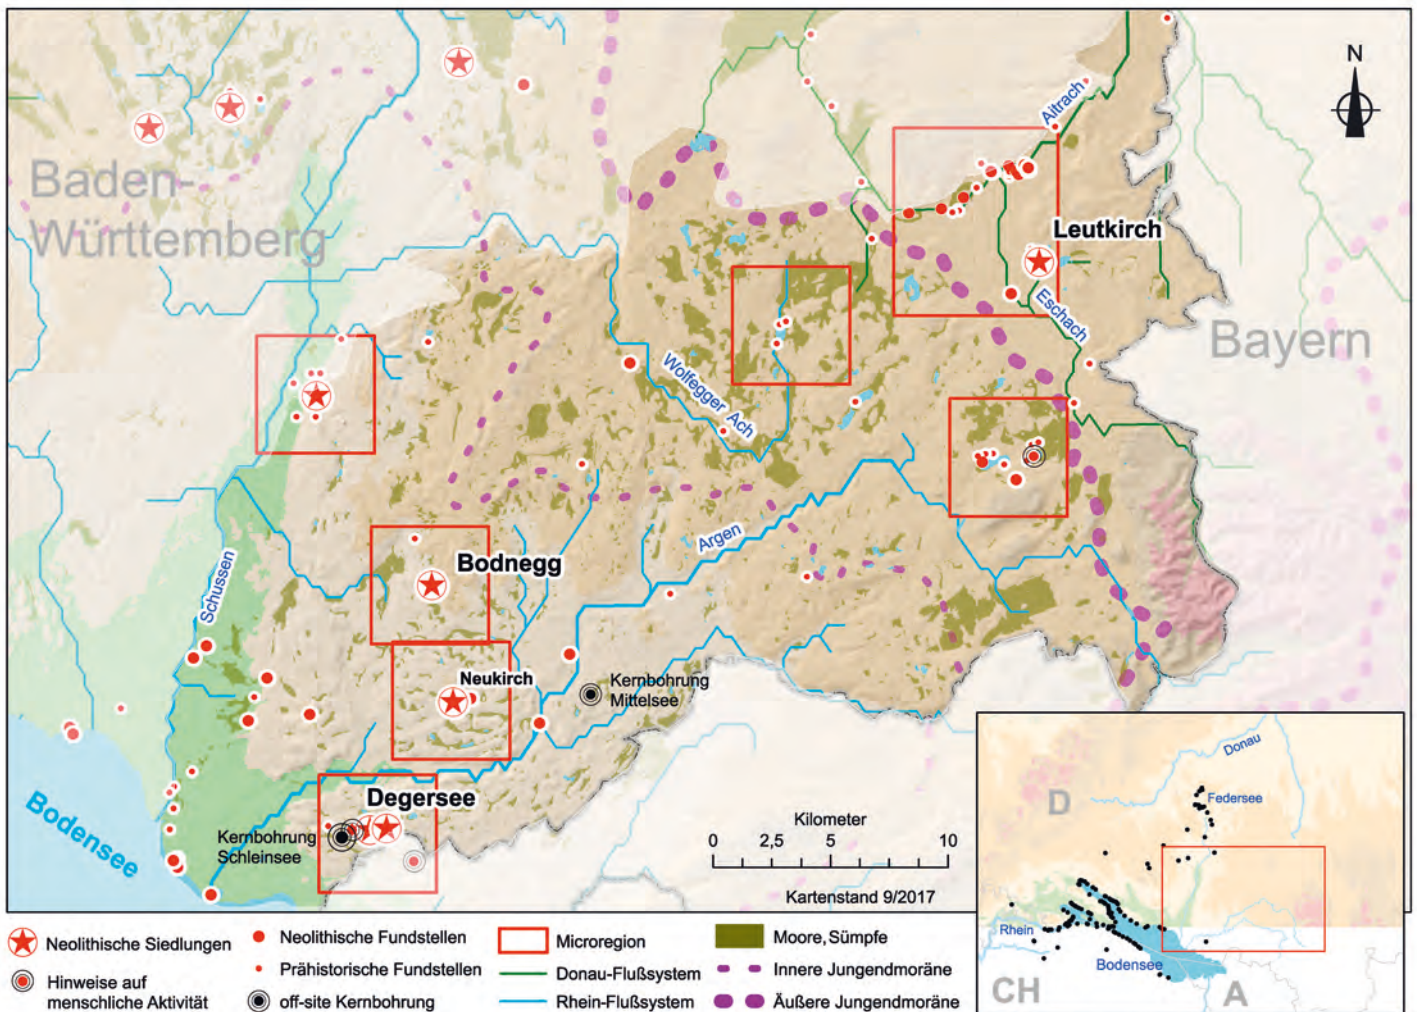 N
Aitrach
Baden-
Württemberg
Leutkirch
Eschach
Bayern
Wolfegger Ach
Argen
Schussen
Bodnegg
Neukirch
Kernbohrung
Mittelsee
Degersee
Kernbohrung
Schleinsee
Bodensee
Kilometer
0 2,5 5 10
Kartenstand 9/2017
Donau
D
Federsee
Rhein
Bodensee
CH
A
Neolithische Siedlungen
Hinweise auf
menschliche Aktivität
Neolithische Fundstellen
Prähistorische Fundstellen
off-site Kernbohrung
Microregion
Donau-Flußsystem
Rhein-Flußsystem
Moore, Sümpfe
Innere Jungendmoräne
Äußere Jungendmoräne